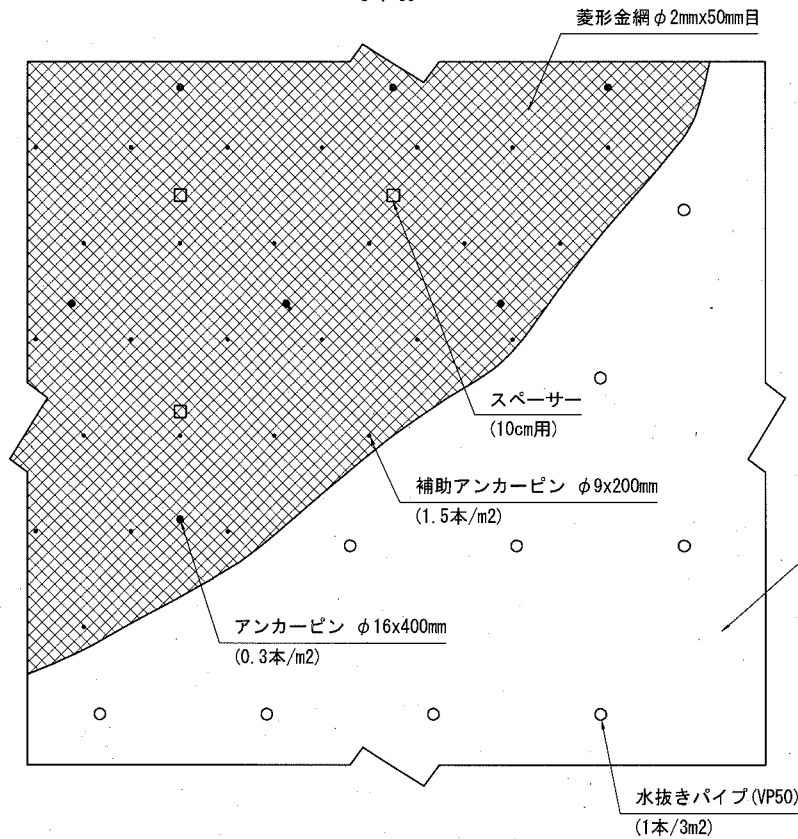 菱形金網φ2mmx50mm目
スペーサー
(10cm用)
補助アンカーピン φ9x200mm
(1.5本/m2)
アンカーピン φ16x400mm
(0.3本/m2)
水抜きパイプ(VP50)
(1本/3m2)